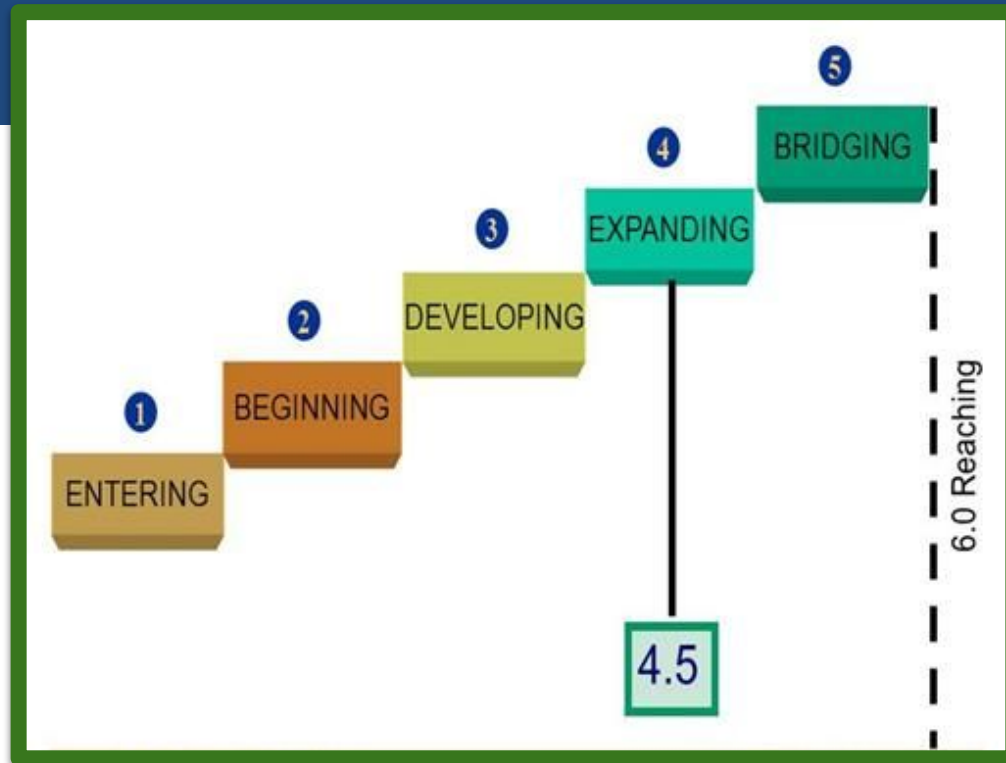 1
ENTERING
2
BEGINNING
3
DEVELOPING
4
EXPANDING
5
BRIDGING
4.5
6.0 Reaching